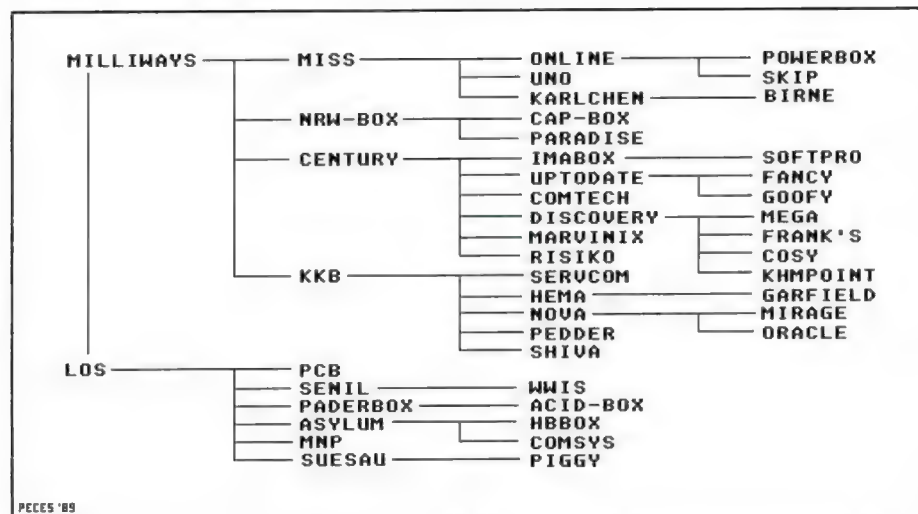 MILLIWAYS MISS ONLINE POWERBOX
UNO SKIP
KARLCHEN BIRNE
NRW-BOX CAP-BOX
PARADISE
CENTURY IMABOX SOFTPRO
UPTODATE FANCY
COMTECH GOOFY
DISCOVERY MEGA
MARVINIX FRANK'S
RISIKO COSY
KKB SERVCOM KHMPOINT
HEMA GARFIELD
NOVA MIRAGE
PEDDER ORACLE
SHIVA
LOS PCB
SENIL WWIS
PADERBOX ACID-BOX
ASYLUM HBBOX
MNP COMSYS
SUESAU PIGGY
PECES '89